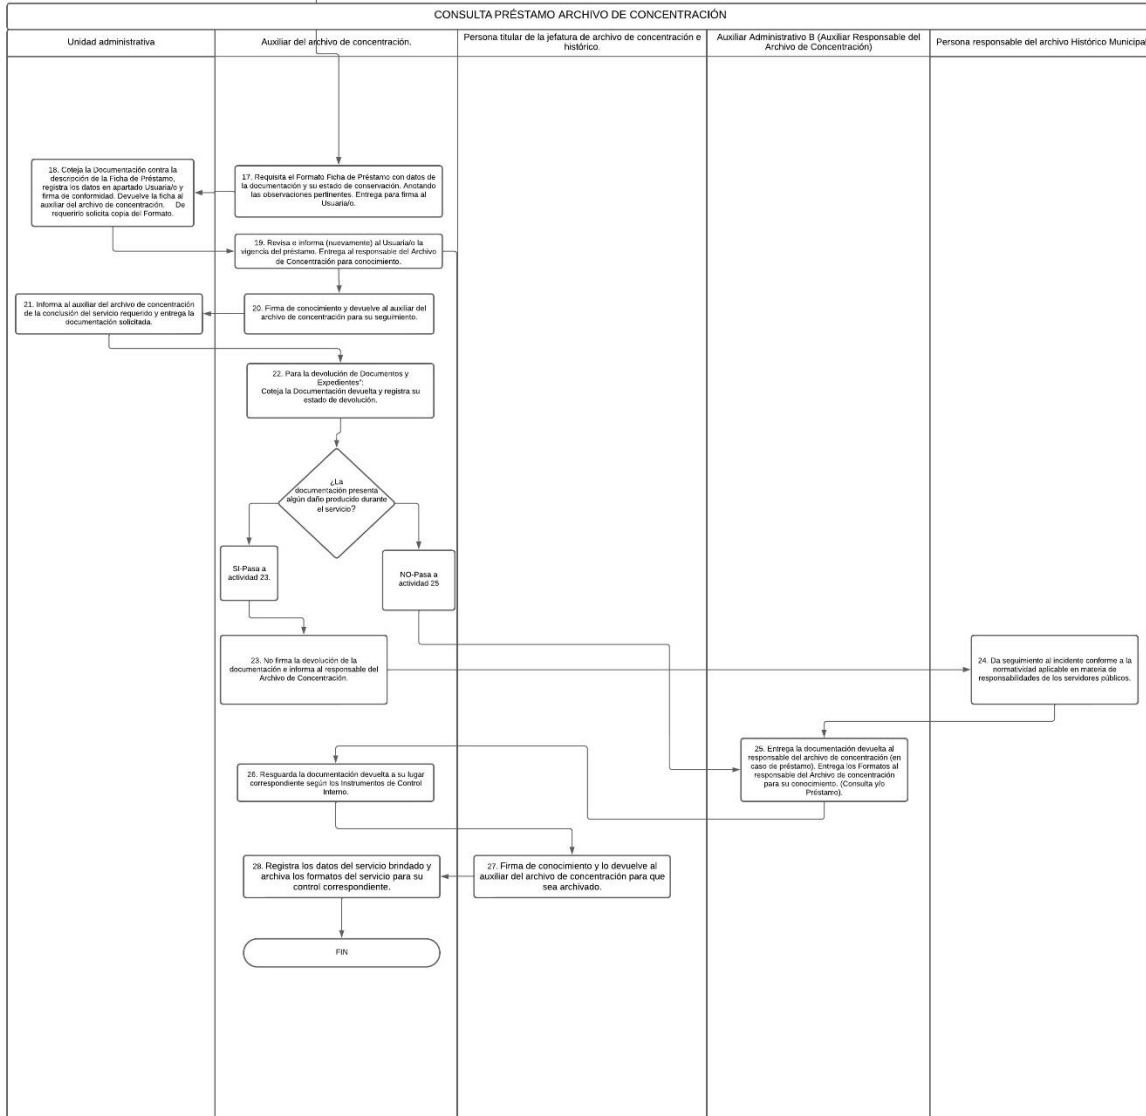 CONSULTA PRÉSTAMO ARCHIVO DE CONCENTRACIÓN
Unidad administrativa
Auxiliar del archivo de concentración.
Persona titular de la jefatura de archivo de concentración e
histórico.
Auxiliar Administrativo B (Auxiliar Responsable del
Archivo de Concentración)
Persona responsable del archivo Histórico Municipal
18. Coteja la Documentación contra la
descripción de la Ficha de Préstamo,
registra los datos en apartado Usuaria/o y
firma de conformidad. Devuelve la ficha al
auxiliar del archivo de concentración. De
requerirlo solicita copia del Formato.
17. Requisita el Formato Ficha de Préstamo con datos de
la documentación y su estado de conservación. Anotando
las observaciones pertinentes. Entrega para firma al
Usuaria/o.
19. Revisa e informa (nuevamente) al Usuaria/o la
vigencia del préstamo. Entrega al responsable del Archivo
de Concentración para conocimiento.
21. Informa al auxiliar del archivo de concentración
de la conclusión del servicio requerido y entrega la
documentación solicitada.
20. Firma de conocimiento y devuelve al auxiliar del
archivo de concentración para su seguimiento.
22. Para la devolución de Documentos y
Expedientes":
Coteja la Documentación devuelta y registra su
estado de devolución.
¿La
documentación presenta
algún daño producido durante
el servicio?
SI-Pasa a
actividad 23.
NO-Pasa a
actividad 25
23. No firma la devolución de la
documentación e informa al responsable del
Archivo de Concentración.
24. Da seguimiento al incidente conforme a la
normatividad aplicable en materia de
responsabilidades de los servidores públicos.
25. Entrega la documentación devuelta al
responsable del archivo de concentración (en
caso de préstamo). Entrega los Formatos al
responsable del Archivo de concentración
para su conocimiento. (Consulta y/o
Préstamo).
26. Resguarda la documentación devuelta a su lugar
correspondiente según los Instrumentos de Control
Interno.
28. Registra los datos del servicio brindado y
archiva los formatos del servicio para su
control correspondiente.
27. Firma de conocimiento y lo devuelve al
auxiliar del archivo de concentración para que
sea archivado.
FIN